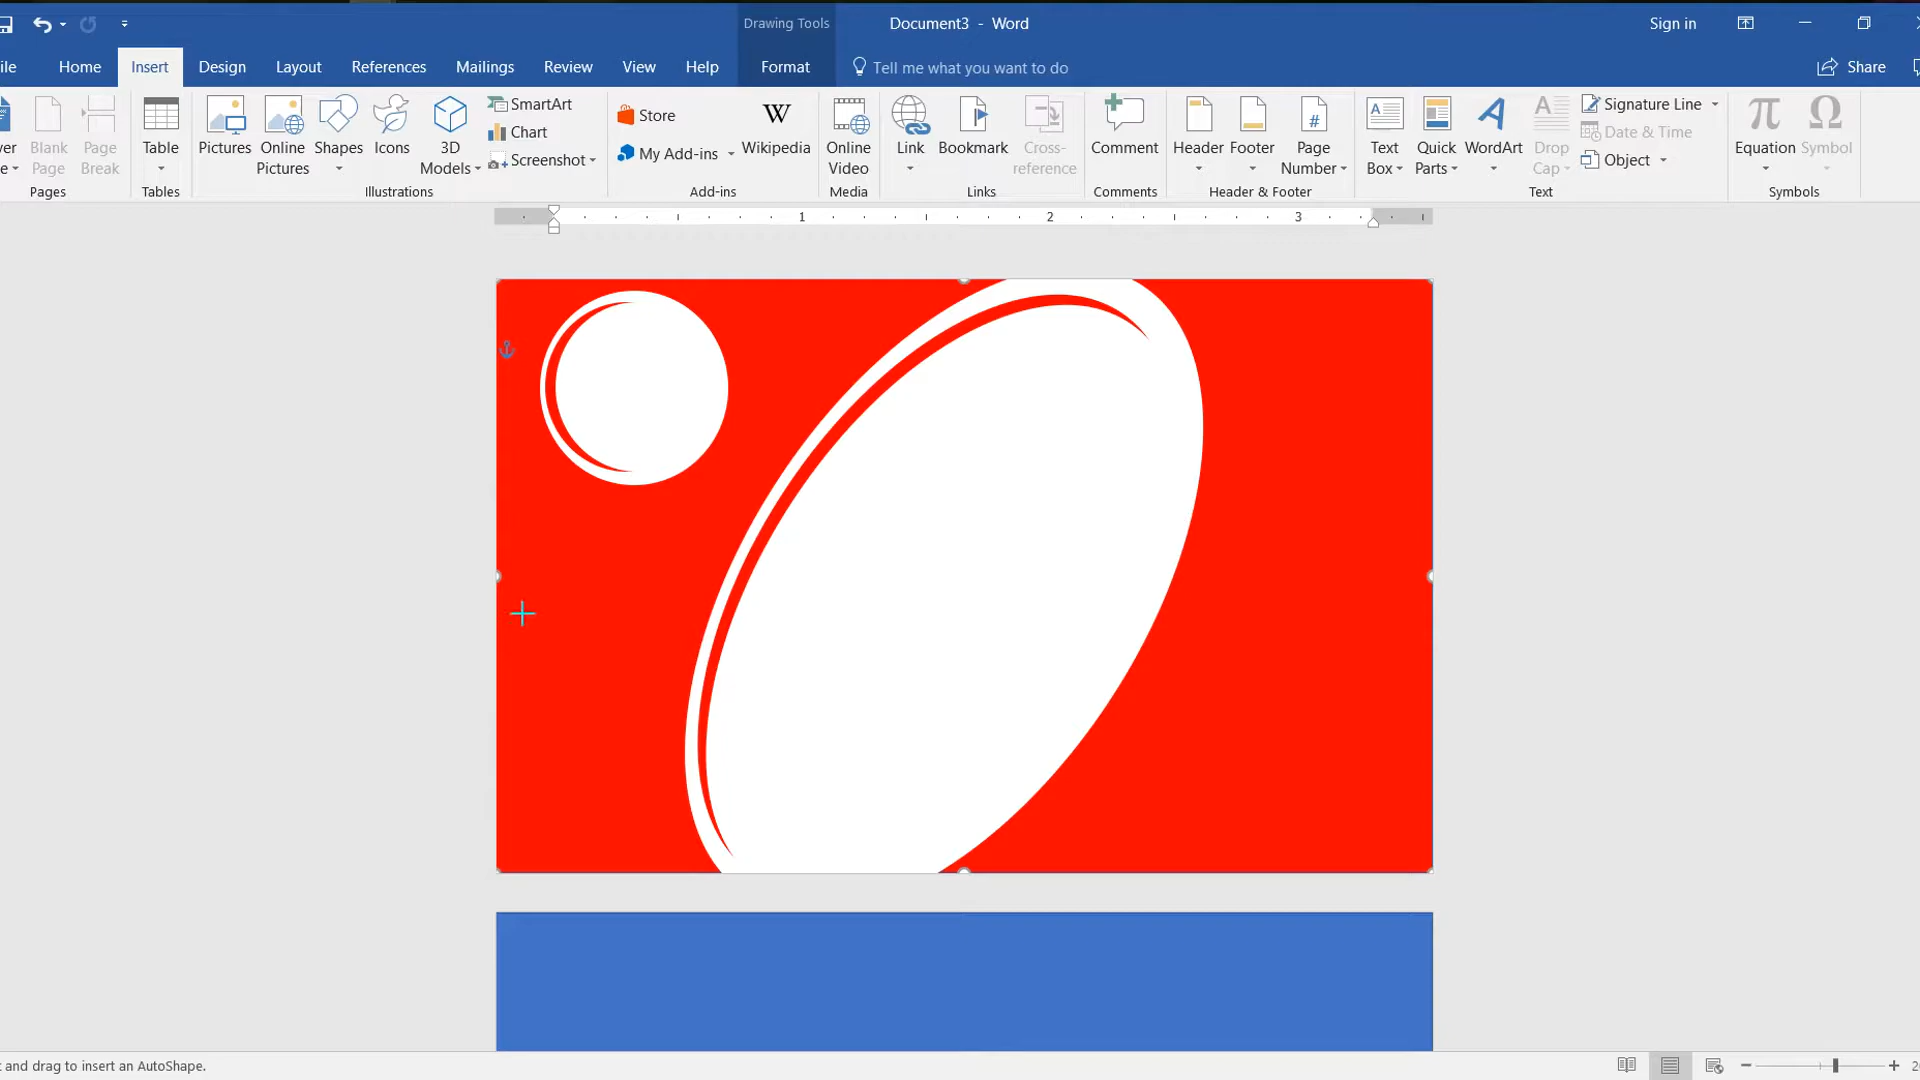 Drawing Tools
Document3 - Word
Sign in
ile Home Insert Design Layout References Mailings Review View Help Format Tell me what you want to do Share
ver Blank Page Page Break
Pages
Table
Tables
Pictures Online Pictures Shapes Icons 3D Models SmartArt Chart Screenshot
Illustrations
Store My Add-ins Wikipedia
Add-ins
Online Video
Media
Link Bookmark Cross-reference
Links
Comment
Comments
Header Footer Page Number
Header & Footer
Text Box Quick Parts WordArt Drop Cap Signature Line Date & Time Object
Text
Equation Symbol
Symbols
1 2 3
and drag to insert an AutoShape.